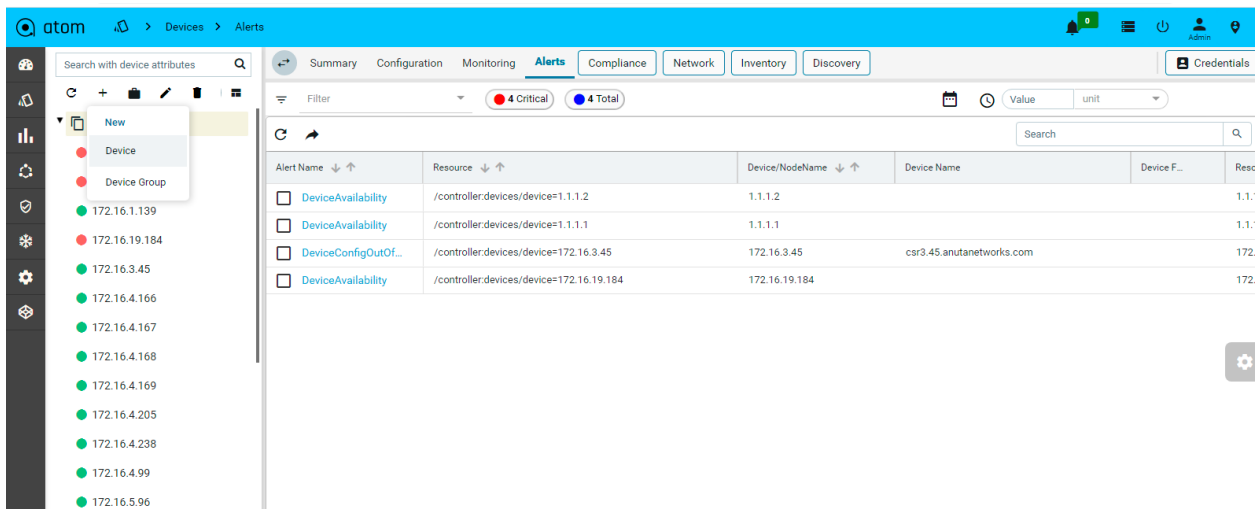 atom > Devices > Alerts
0
Admin
Search with device attributes
New
Device
Device Group
172.16.1.139
172.16.19.184
172.16.3.45
172.16.4.166
172.16.4.167
172.16.4.168
172.16.4.169
172.16.4.205
172.16.4.238
172.16.4.99
172.16.5.96
Summary Configuration Monitoring Alerts Compliance Network Inventory Discovery Credentials
Filter 4 Critical 4 Total Value unit
Search
Alert Name Resource Device/NodeName Device Name Device F... Reso
DeviceAvailability /controller:devices/device=1.1.1.2 1.1.1.2 1.1.
DeviceAvailability /controller:devices/device=1.1.1.1 1.1.1.1 1.1.
DeviceConfigOutOf... /controller:devices/device=172.16.3.45 172.16.3.45 csr3.45.anutanetworks.com 172.
DeviceAvailability /controller:devices/device=172.16.19.184 172.16.19.184 172.